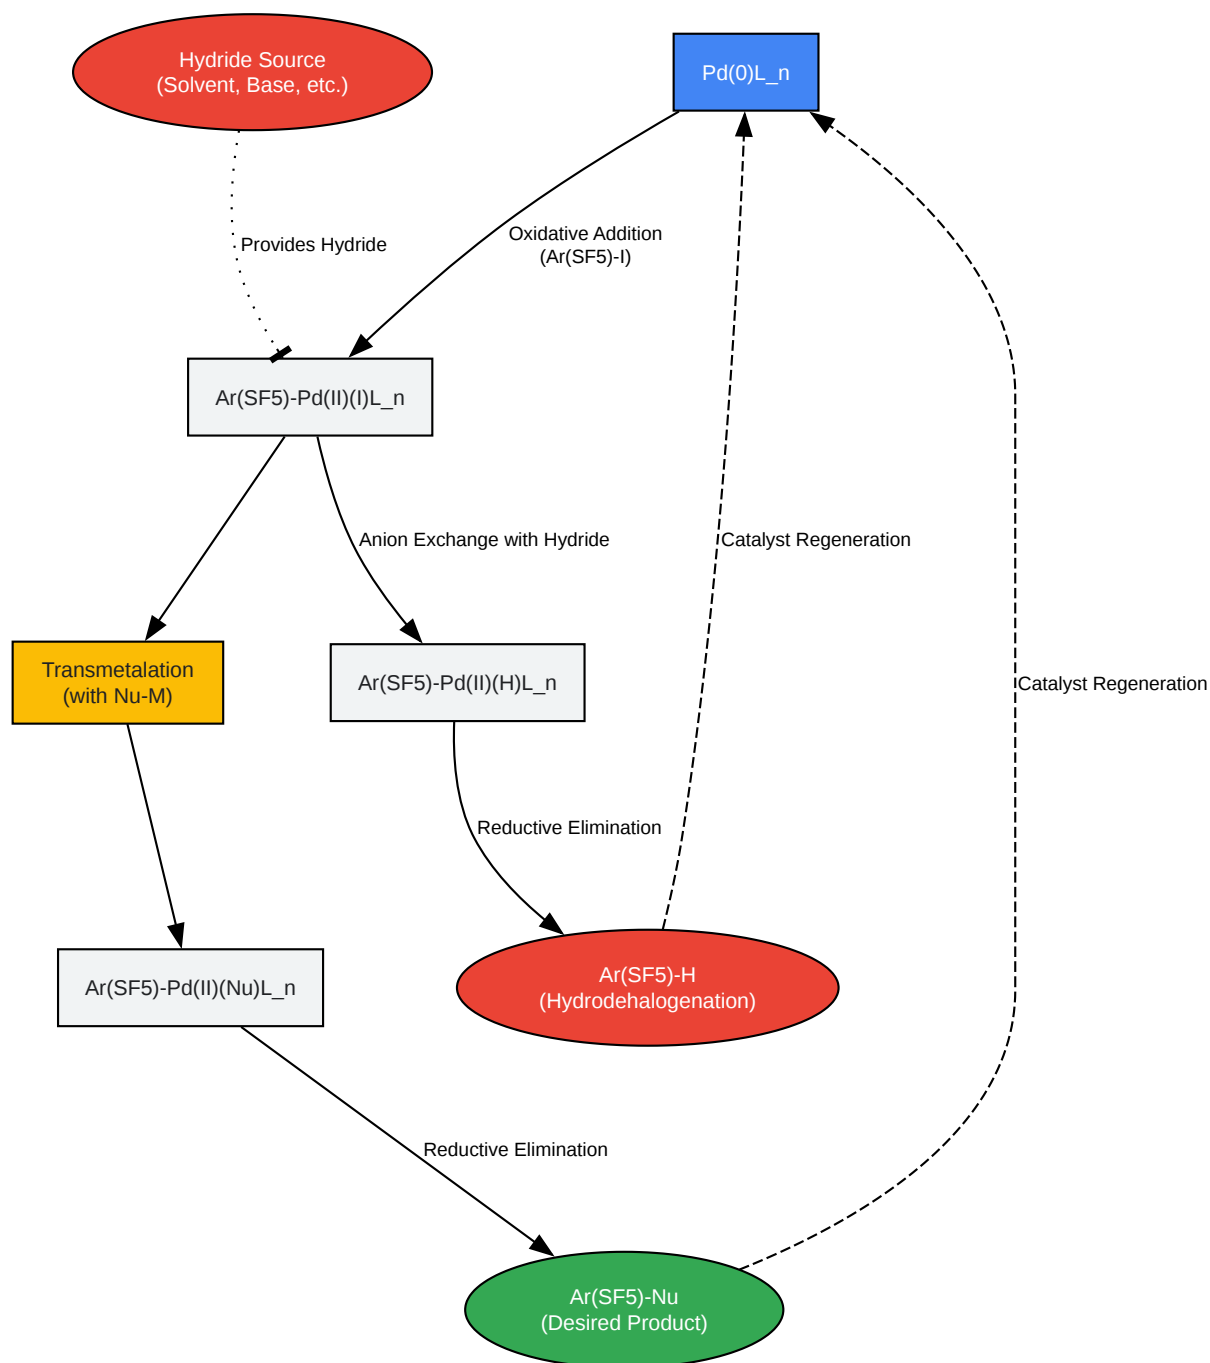 Hydride Source
(Solvent, Base, etc.)
Pd(0)L_n
Provides Hydride
Oxidative Addition
(Ar(SF5)-I)
Ar(SF5)-Pd(II)(I)L_n
Anion Exchange with Hydride
Catalyst Regeneration
Transmetalation
(with Nu-M)
Ar(SF5)-Pd(II)(H)L_n
Catalyst Regeneration
Reductive Elimination
Ar(SF5)-Pd(II)(Nu)L_n
Ar(SF5)-H
(Hydrodehalogenation)
Reductive Elimination
Ar(SF5)-Nu
(Desired Product)